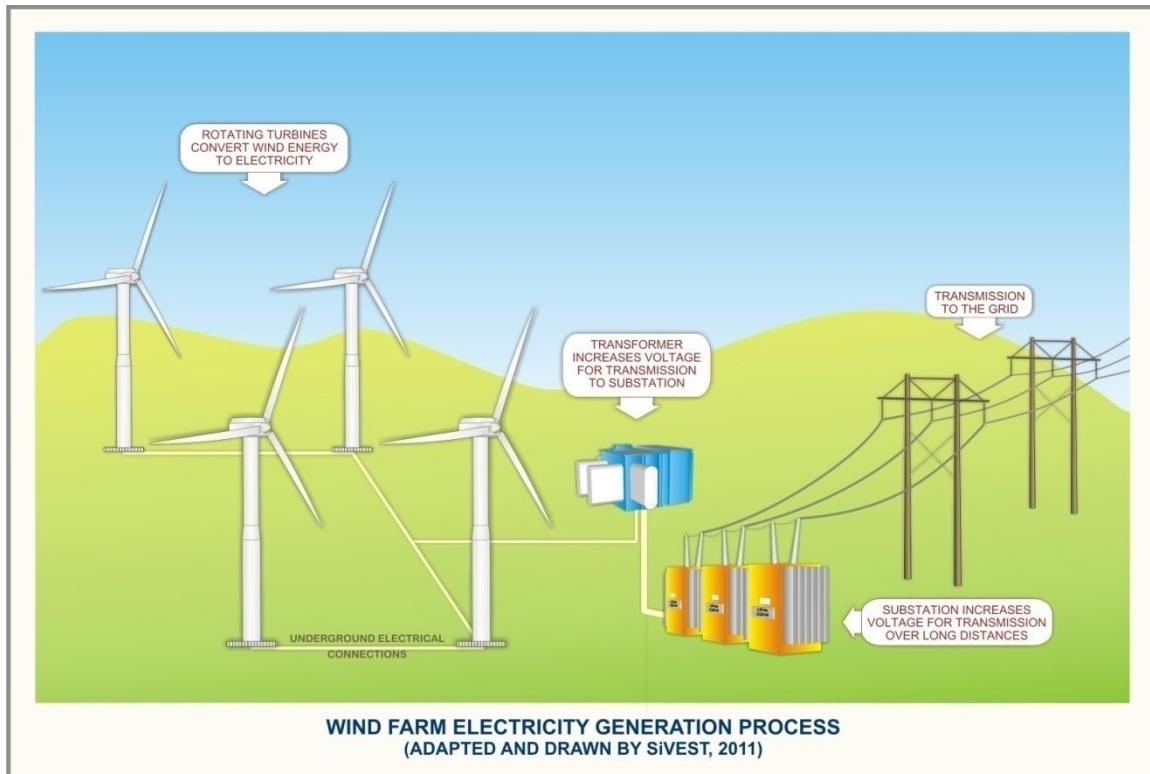 ROTATING TURBINES
CONVERT WIND ENERGY
TO ELECTRICITY
TRANSMISSION
TO THE GRID
TRANSFORMER
INCREASES VOLTAGE
FOR TRANSMISSION
TO SUBSTATION
SUBSTATION INCREASES
VOLTAGE FOR TRANSMISSION
OVER LONG DISTANCES
UNDERGROUND ELECTRICAL
CONNECTIONS
WIND FARM ELECTRICITY GENERATION PROCESS
(ADAPTED AND DRAWN BY SiVEST, 2011)